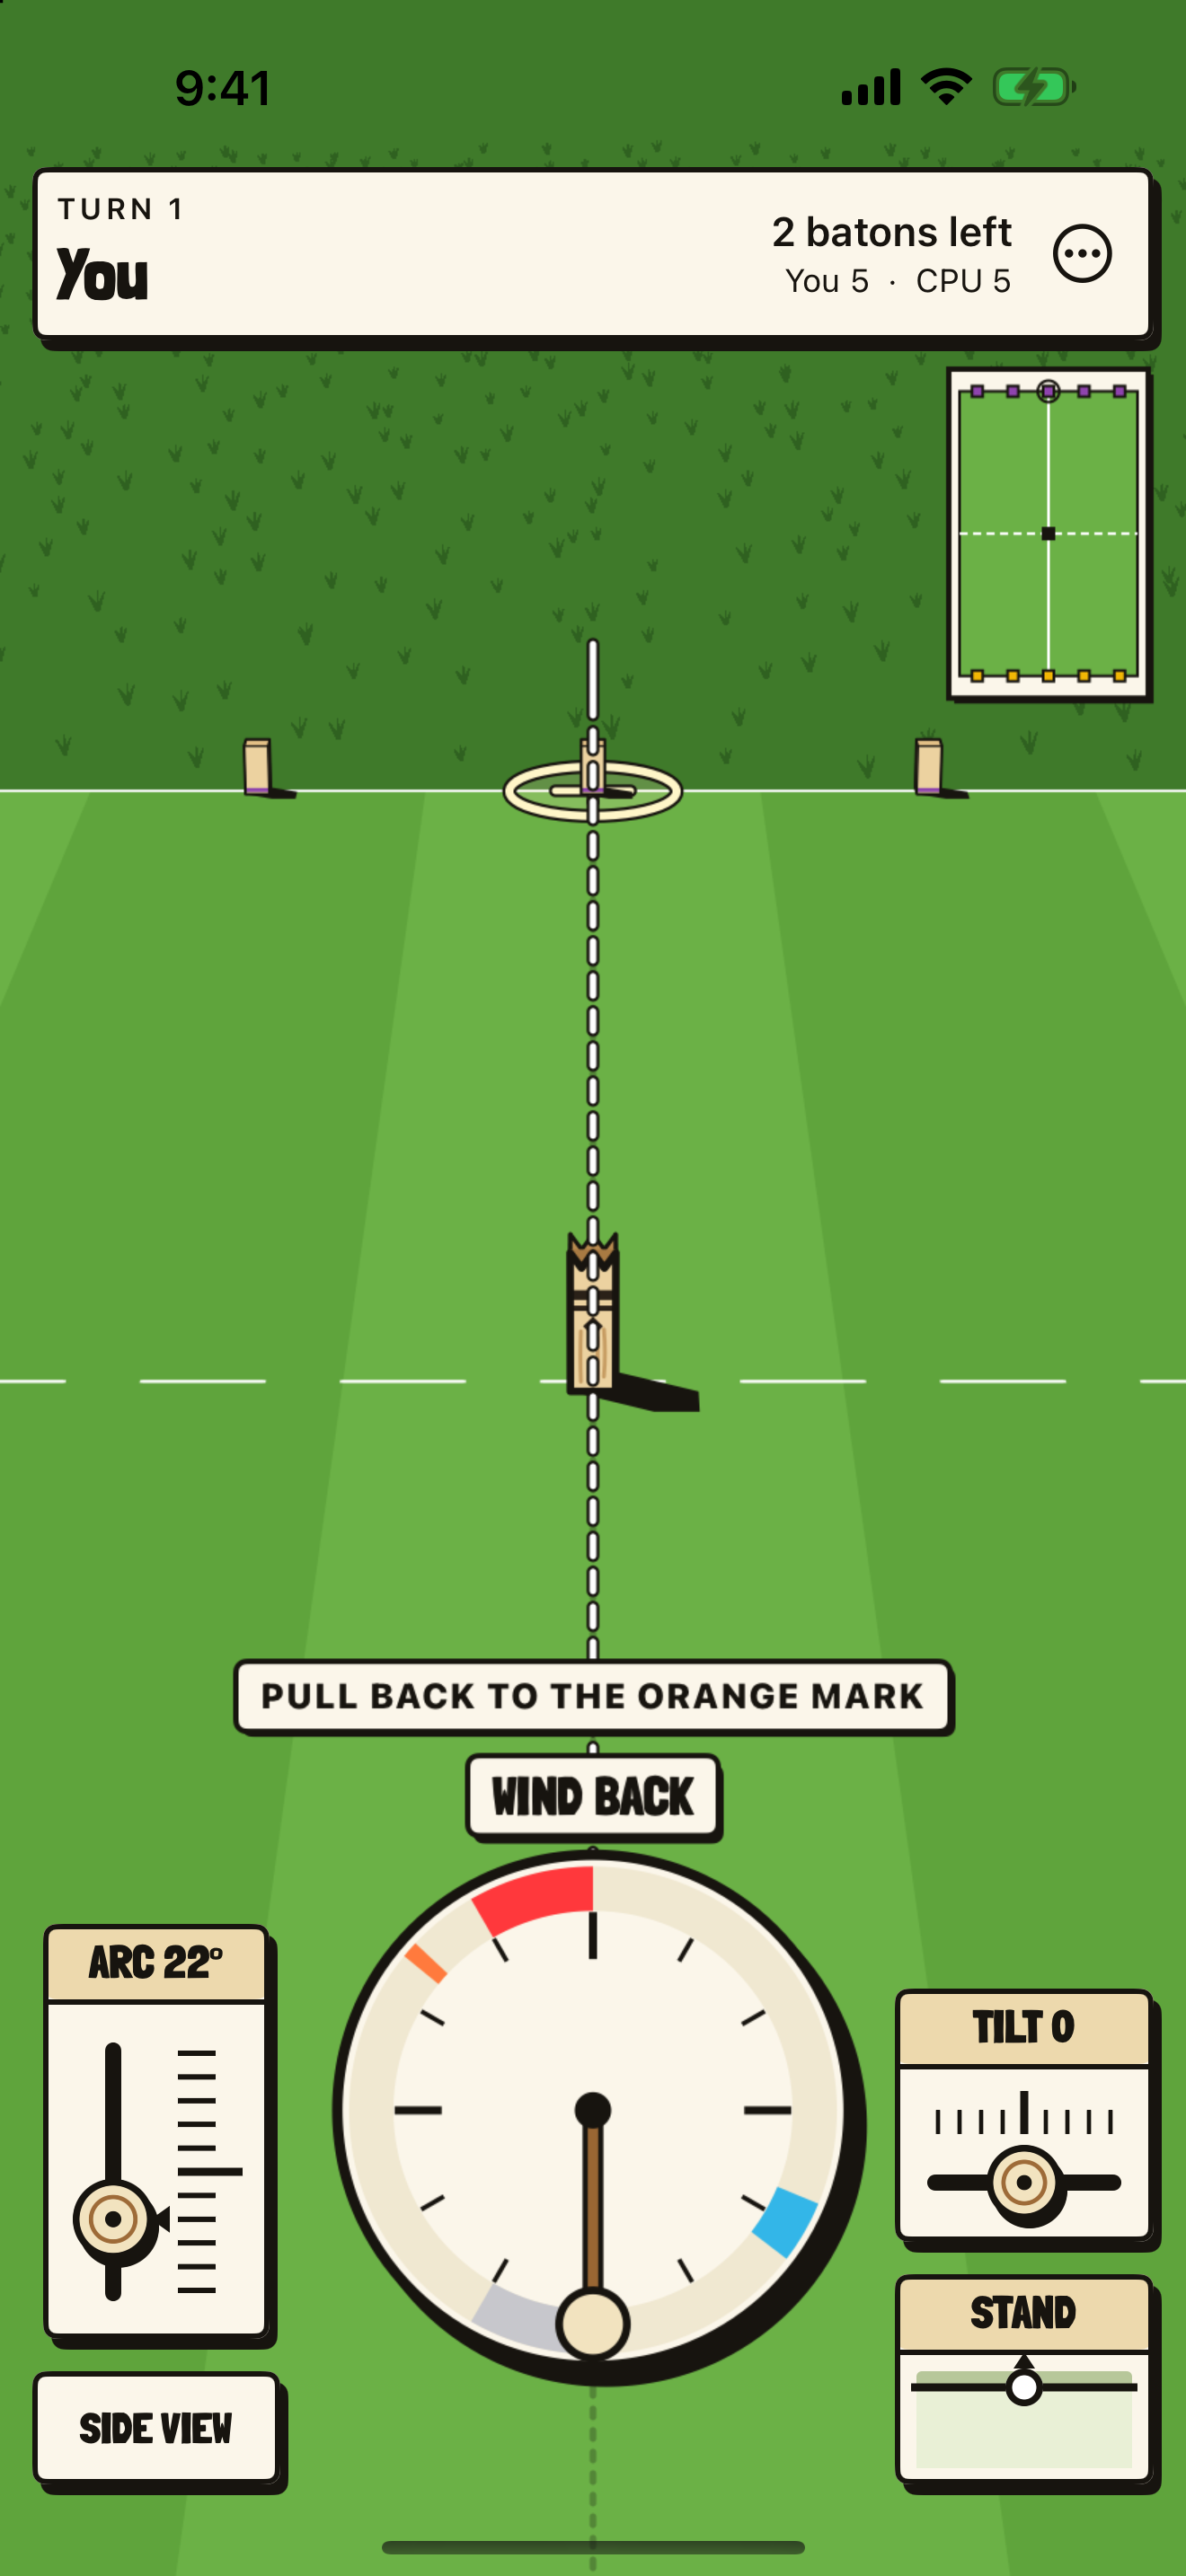 9:41
TURN 1
You
2 batons left
You 5 · CPU 5
PULL BACK TO THE ORANGE MARK
WIND BACK
ARC 22°
TILT 0
STAND
SIDE VIEW